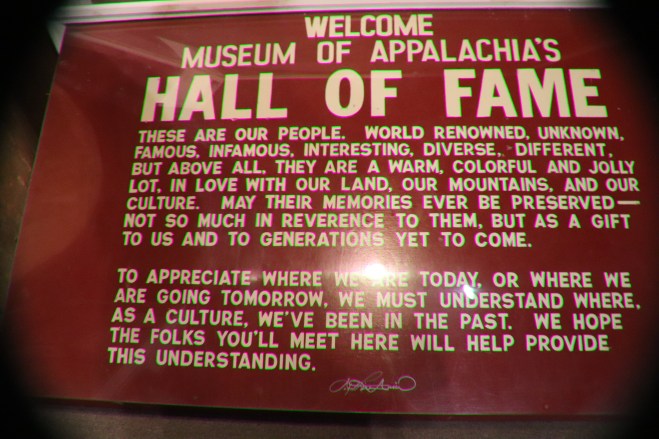 WELCOME
MUSEUM OF APPALACHIA'S
HALL OF FAME
THESE ARE OUR PEOPLE. WORLD RENOWNED, UNKNOWN,
FAMOUS, INFAMOUS, INTERESTING, DIVERSE, DIFFERENT,
BUT ABOVE ALL, THEY ARE A WARM, COLORFUL AND JOLLY
LOT, IN LOVE WITH OUR LAND, OUR MOUNTAINS, AND OUR
CULTURE. MAY THEIR MEMORIES EVER BE PRESERVED—
NOT SO MUCH IN REVERENCE TO THEM, BUT AS A GIFT
TO US AND TO GENERATIONS YET TO COME.
TO APPRECIATE WHERE WE ARE TODAY, OR WHERE WE
ARE GOING TOMORROW, WE MUST UNDERSTAND WHERE,
AS A CULTURE, WE'VE BEEN IN THE PAST. WE HOPE
THE FOLKS YOU'LL MEET HERE WILL HELP PROVIDE
THIS UNDERSTANDING.